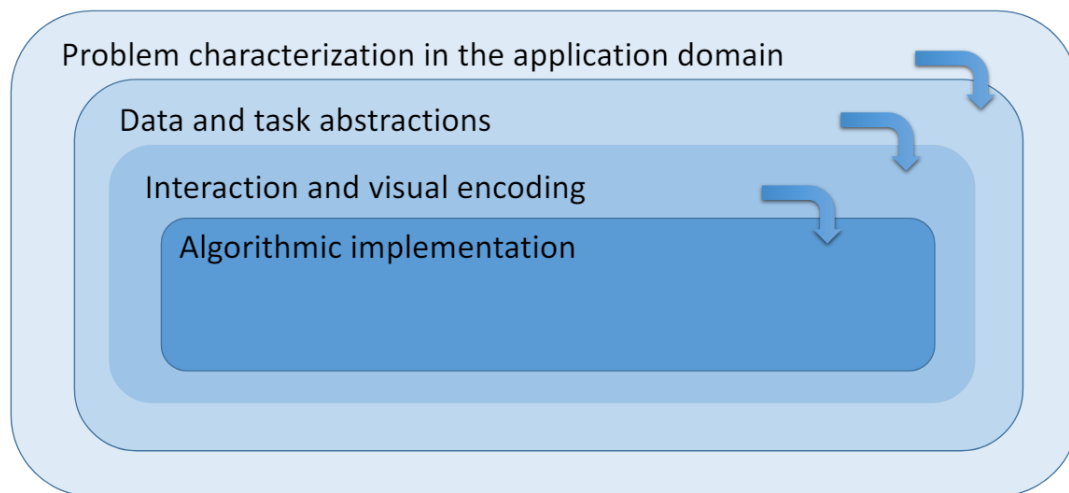 Problem characterization in the application domain
Data and task abstractions
Interaction and visual encoding
Algorithmic implementation